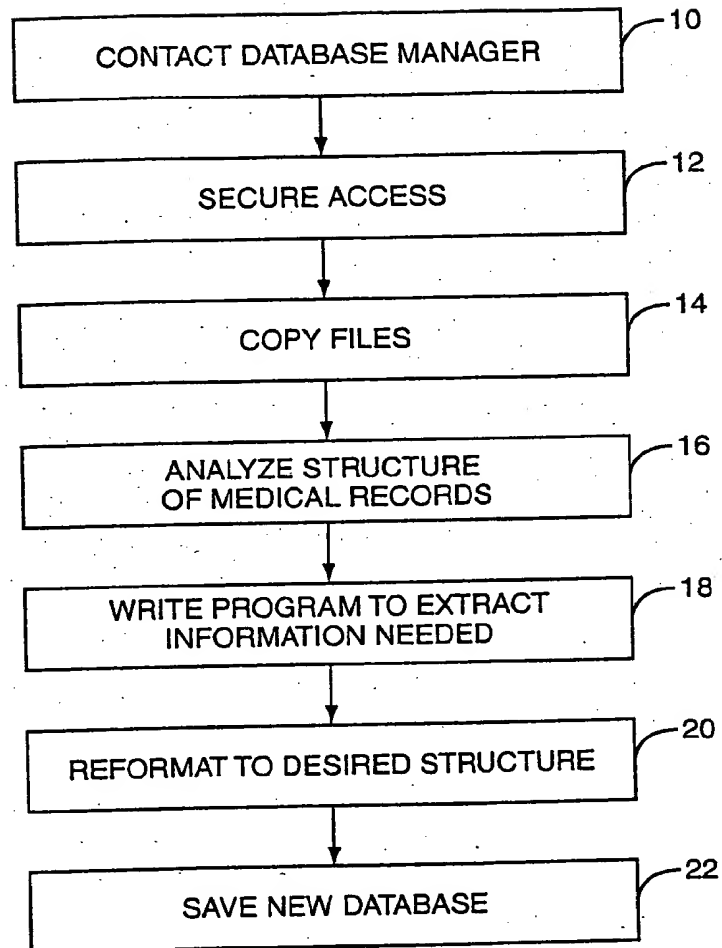 10
CONTACT DATABASE MANAGER
12
SECURE ACCESS
14
COPY FILES
16
ANALYZE STRUCTURE
OF MEDICAL RECORDS
18
WRITE PROGRAM TO EXTRACT
INFORMATION NEEDED
20
REFORMAT TO DESIRED STRUCTURE
22
SAVE NEW DATABASE